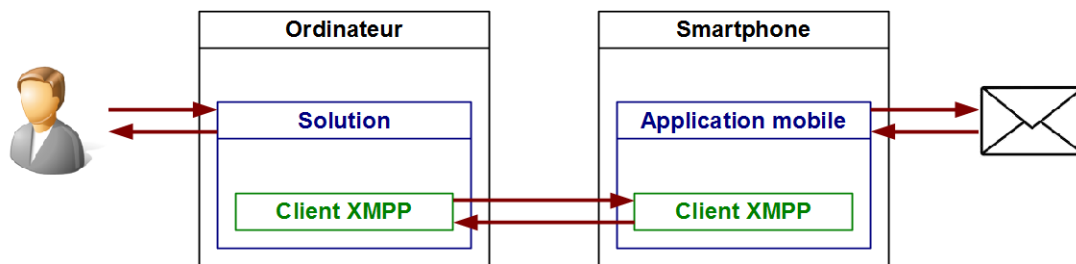 Ordinateur
Smartphone
Solution
Application mobile
Client XMPP
Client XMPP